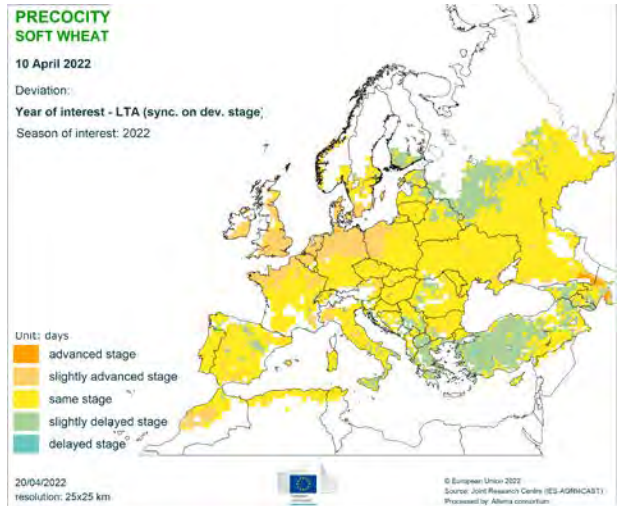 PRECOCITY
SOFT WHEAT
10 April 2022
Deviation:
Year of interest - LTA (sync. on dev. stage)
Season of interest: 2022
Unit: days
advanced stage
slightly advanced stage
same stage
slightly delayed stage
delayed stage
20/04/2022
resolution: 25x25 km
© European Union 2022
Source: Joint Research Centre (IES-AGRI4CAST)
Processed by: Alterra consortium